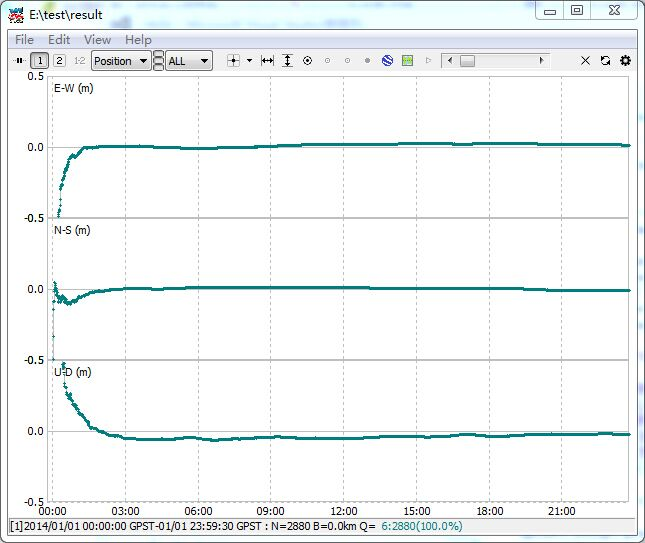 E:\test\result
File Edit View Help
1 2 1-2 Position ALL
0.5
E-W (m)
0.0
-0.5
N-S (m)
0.0
-0.5
U-D (m)
0.0
-0.5
00:00 03:00 06:00 09:00 12:00 15:00 18:00 21:00
[1]2014/01/01 00:00:00 GPST-01/01 23:59:30 GPST : N=2880 B=0.0km Q= 6:2880(100.0%)